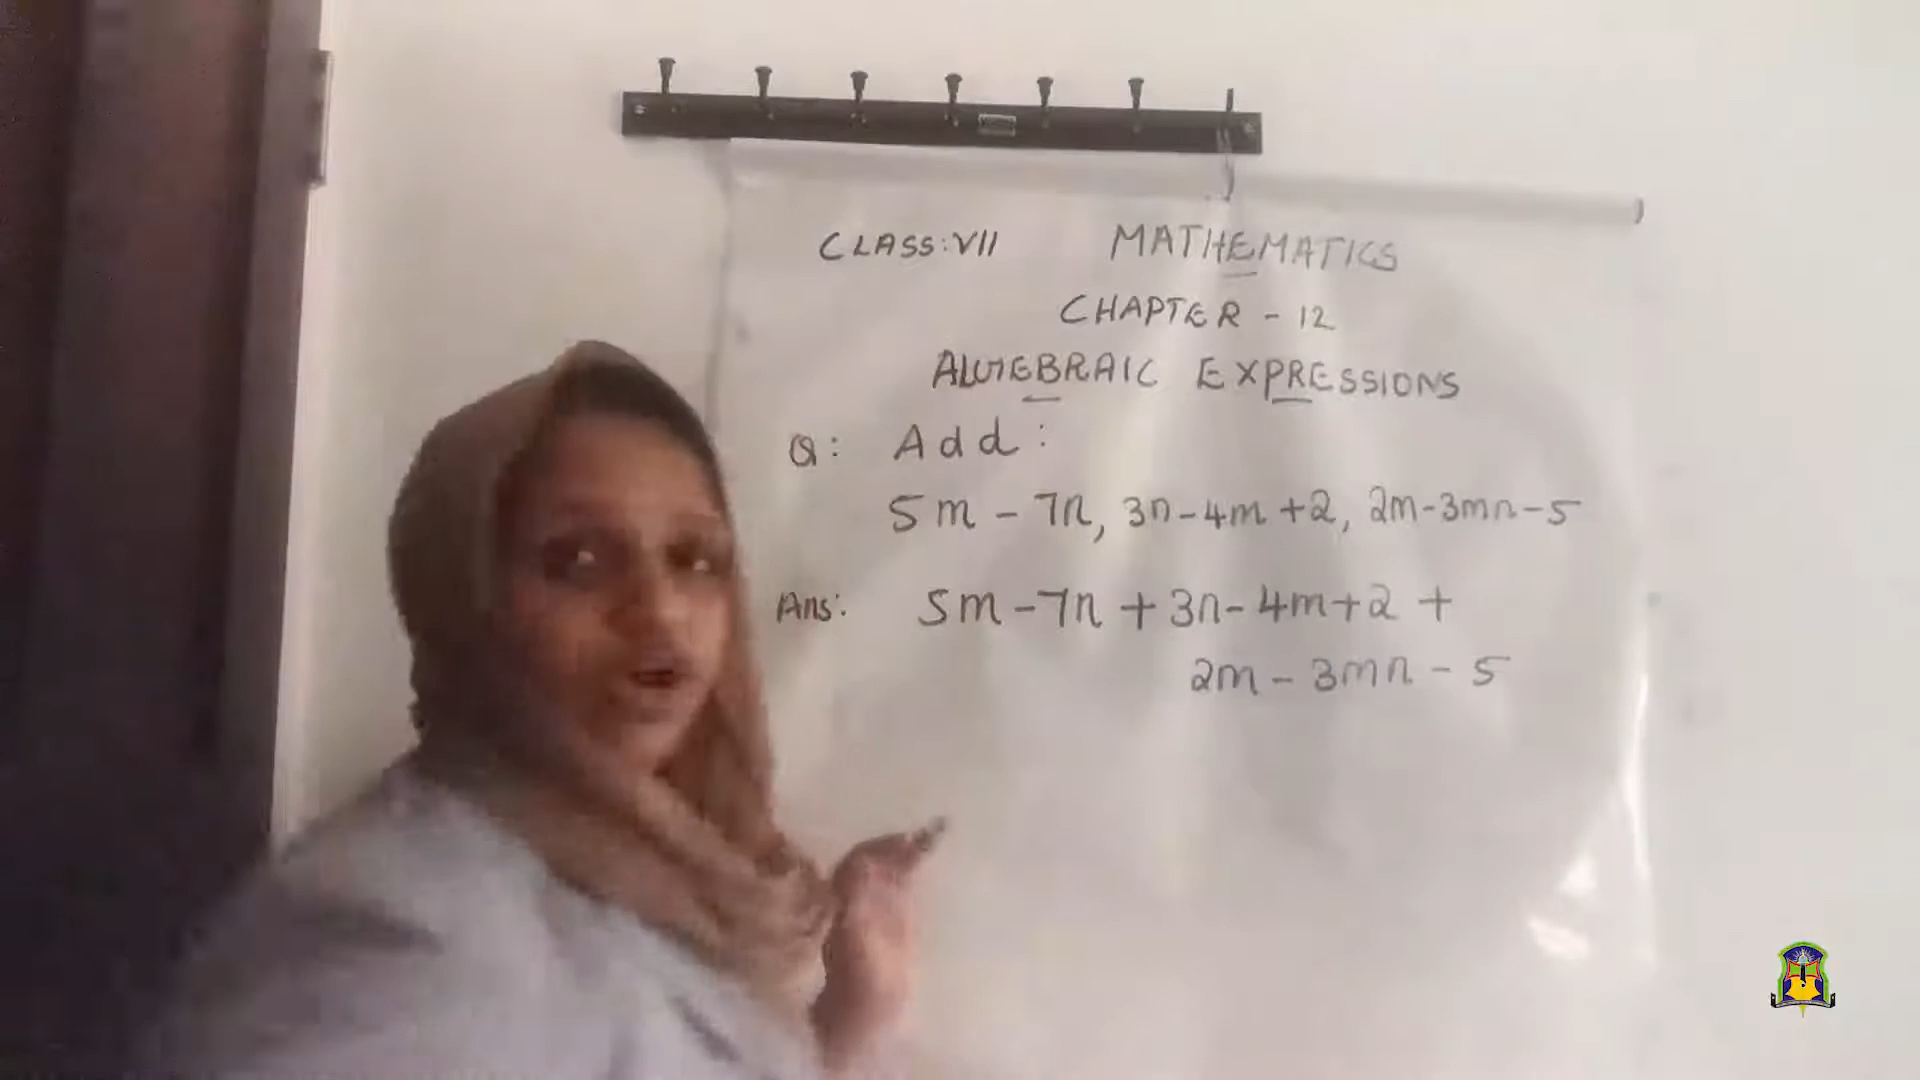 CLASS: VII MATHEMATICS
CHAPTER - 12
ALGEBRAIC EXPRESSIONS
Q: Add:
5m - 7n, 3n - 4m + 2, 2m - 3mn - 5
Ans: 5m - 7n + 3n - 4m + 2 +
2m - 3mn - 5